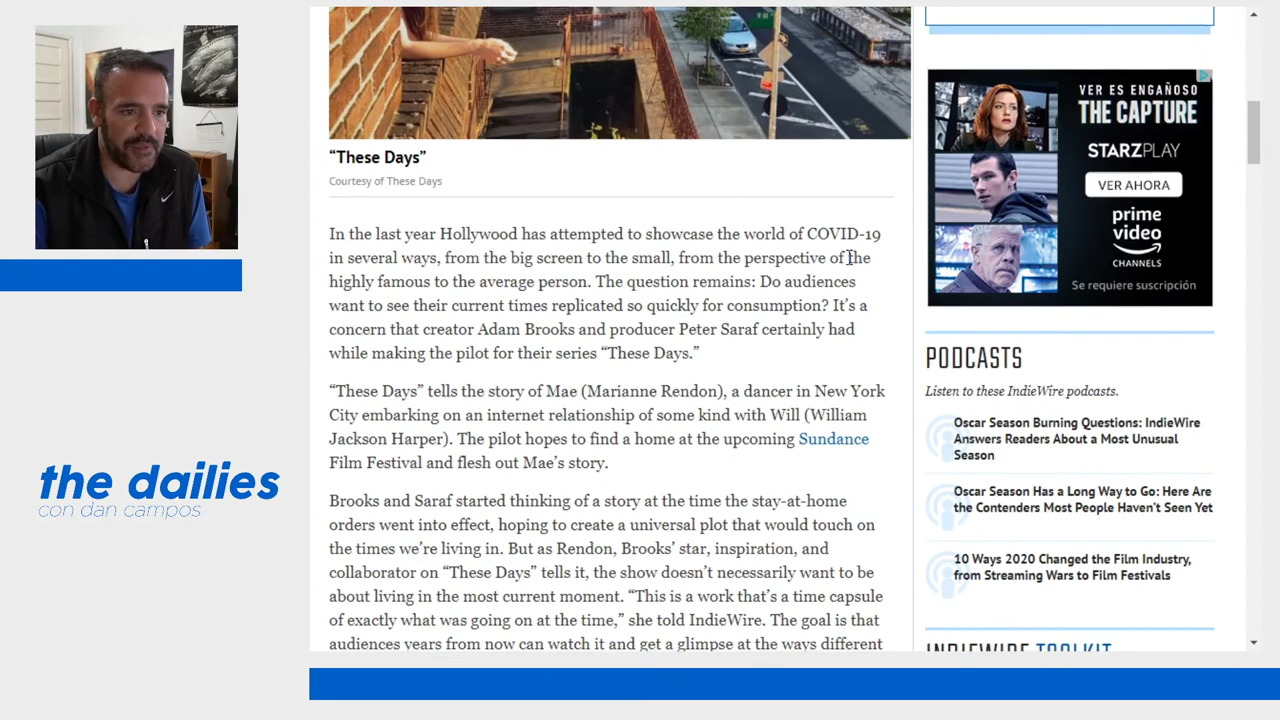 “These Days”
Courtesy of These Days
In the last year Hollywood has attempted to showcase the world of COVID-19
in several ways, from the big screen to the small, from the perspective of the
highly famous to the average person. The question remains: Do audiences
want to see their current times replicated so quickly for consumption? It’s a
concern that creator Adam Brooks and producer Peter Saraf certainly had
while making the pilot for their series “These Days.”
“These Days” tells the story of Mae (Marianne Rendon), a dancer in New York
City embarking on an internet relationship of some kind with Will (William
Jackson Harper). The pilot hopes to find a home at the upcoming Sundance
Film Festival and flesh out Mae’s story.
Brooks and Saraf started thinking of a story at the time the stay-at-home
orders went into effect, hoping to create a universal plot that would touch on
the times we’re living in. But as Rendon, Brooks’ star, inspiration, and
collaborator on “These Days” tells it, the show doesn’t necessarily want to be
about living in the most current moment. “This is a work that’s a time capsule
of exactly what was going on at the time,” she told IndieWire. The goal is that
audiences years from now can watch it and get a glimpse at the ways different
VER ES ENGAÑOSO
THE CAPTURE
STARZPLAY
VER AHORA
prime
video
CHANNELS
Se requiere suscripción
PODCASTS
Listen to these IndieWire podcasts.
Oscar Season Burning Questions: IndieWire
Answers Readers About a Most Unusual
Season
Oscar Season Has a Long Way to Go: Here Are
the Contenders Most People Haven't Seen Yet
10 Ways 2020 Changed the Film Industry,
from Streaming Wars to Film Festivals
INDIEWIRE TOOLKIT
the dailies
con dan campos